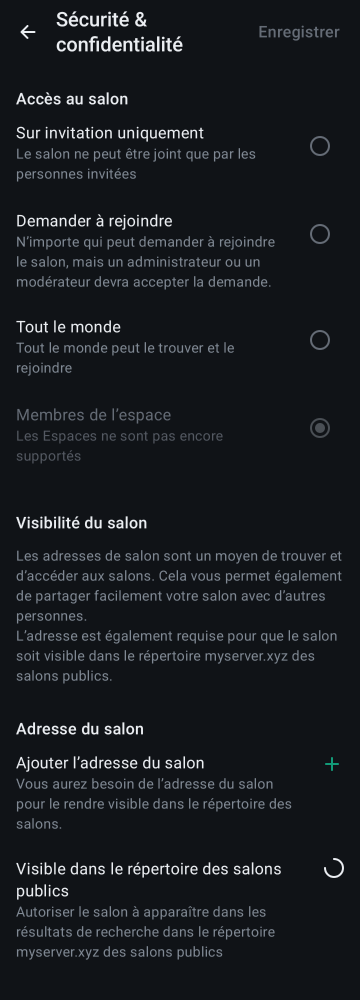 Sécurité &
confidentialité
Enregistrer
Accès au salon
Sur invitation uniquement
Le salon ne peut être joint que par les
personnes invitées
Demander à rejoindre
N’importe qui peut demander à rejoindre
le salon, mais un administrateur ou un
modérateur devra accepter la demande.
Tout le monde
Tout le monde peut le trouver et le
rejoindre
Membres de l’espace
Les Espaces ne sont pas encore
supportés
Visibilité du salon
Les adresses de salon sont un moyen de trouver et
d’accéder aux salons. Cela vous permet également
de partager facilement votre salon avec d’autres
personnes.
L’adresse est également requise pour que le salon
soit visible dans le répertoire myserver.xyz des
salons publics.
Adresse du salon
Ajouter l’adresse du salon
Vous aurez besoin de l’adresse du salon
pour le rendre visible dans le répertoire des
salons.
Visible dans le répertoire des salons
publics
Autoriser le salon à apparaître dans les
résultats de recherche dans le répertoire
myserver.xyz des salons publics